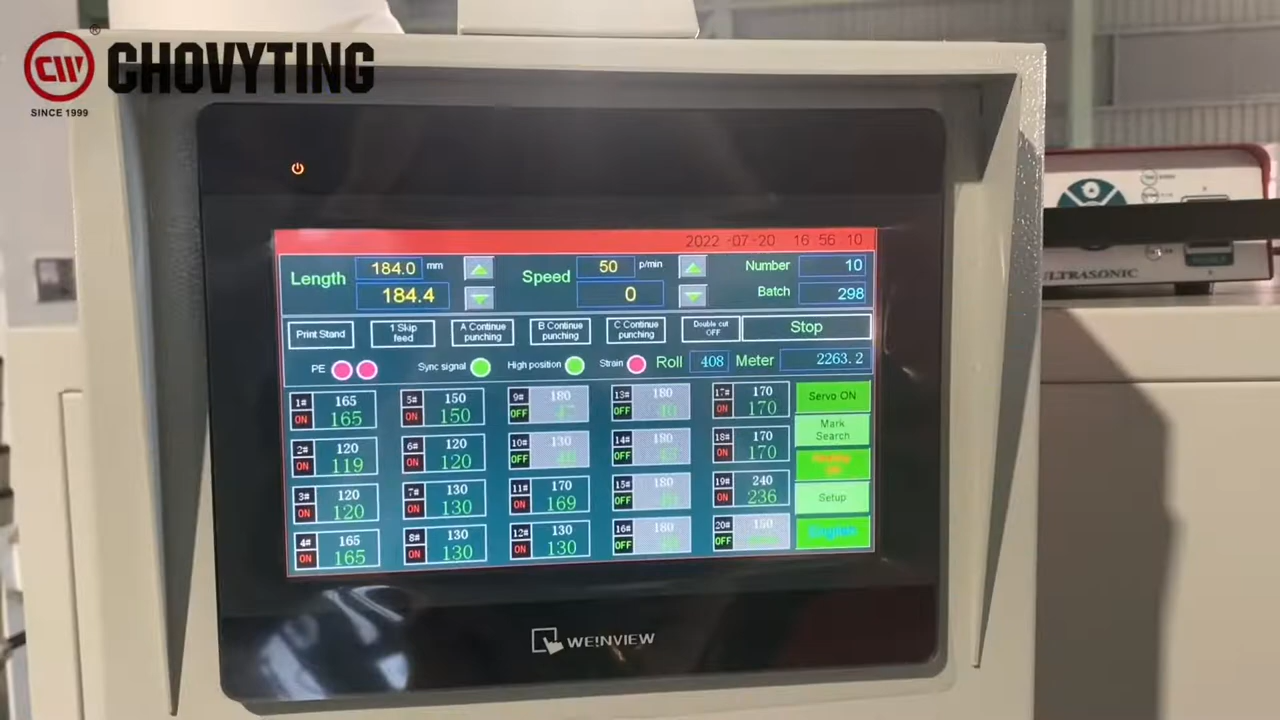 CW ® CHOVYTING
SINCE 1999
2022 -07-20 16 56 10
Length 184.0 mm Speed 50 p/min Number 10
184.4 0 Batch 298
Print Stand 1 Skip feed A Continue punching B Continue punching C Continue punching Double cut OFF Stop
PE Sync signal High position Strain Roll 408 Meter 2263.2
1# 165 5# 150 9# 180 13# 180 17# 170 Servo ON
ON 165 ON 150 OFF OFF ON 170
2# 120 6# 120 10# 130 14# 180 18# 170 Mark Search
ON 119 ON 120 OFF OFF ON 170
3# 120 7# 130 11# 170 15# 180 19# 240 Setup
ON 120 ON 130 ON 169 OFF ON 236
4# 165 8# 130 12# 130 16# 180 20# 150 English
ON 165 ON 130 ON 130 OFF OFF
WEINVIEW
ULTRASONIC